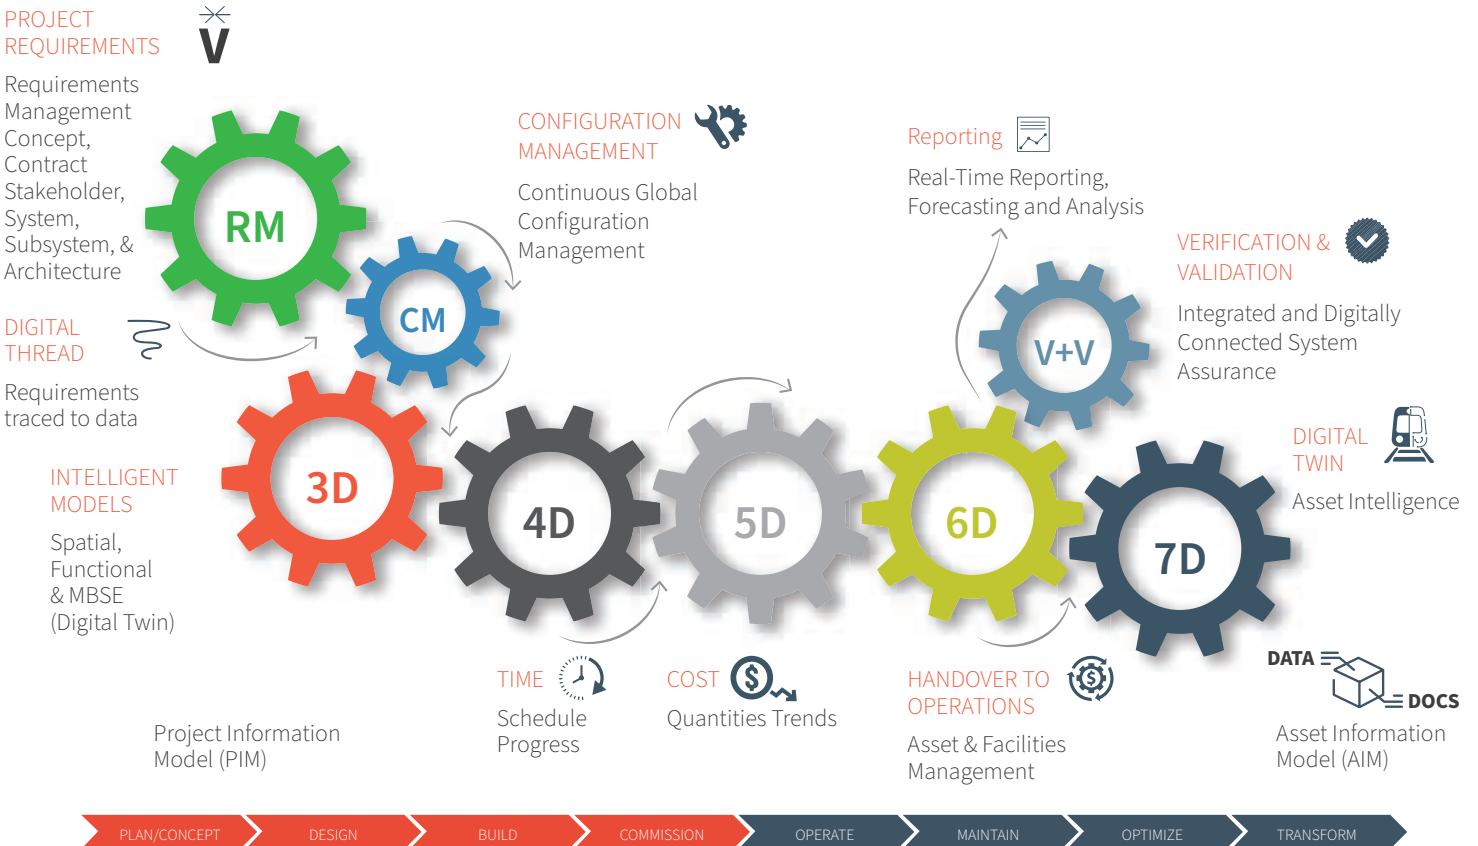 PROJECT
REQUIREMENTS
V
Requirements
Management
Concept,
Contract
Stakeholder,
System,
Subsystem, &
Architecture
RM
DIGITAL
THREAD
Requirements
traced to data
CONFIGURATION
MANAGEMENT
Continuous Global
Configuration
Management
CM
INTELLIGENT
MODELS
Spatial,
Functional
& MBSE
(Digital Twin)
3D
4D
5D
6D
7D
Reporting
Real-Time Reporting,
Forecasting and Analysis
V+V
VERIFICATION &
VALIDATION
Integrated and Digitally
Connected System
Assurance
DIGITAL
TWIN
Asset Intelligence
TIME
Schedule
Progress
COST
$
Quantities Trends
HANDOVER TO
OPERATIONS
$
Asset & Facilities
Management
DATA
DOCS
Asset Information
Model (AIM)
Project Information
Model (PIM)
PLAN/CONCEPT
DESIGN
BUILD
COMMISSION
OPERATE
MAINTAIN
OPTIMIZE
TRANSFORM